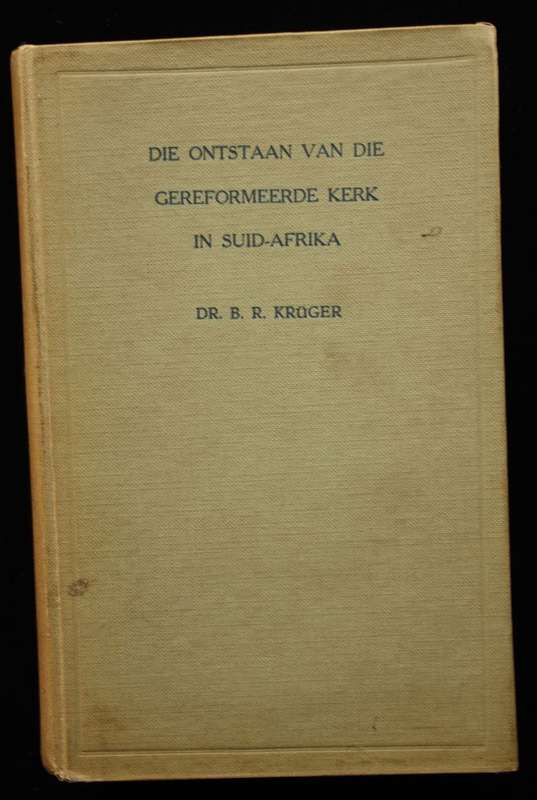 DIE ONTSTAAN VAN DIE
GEREFORMEERDE KERK
IN SUID-AFRIKA
DR. B. R. KRüGER